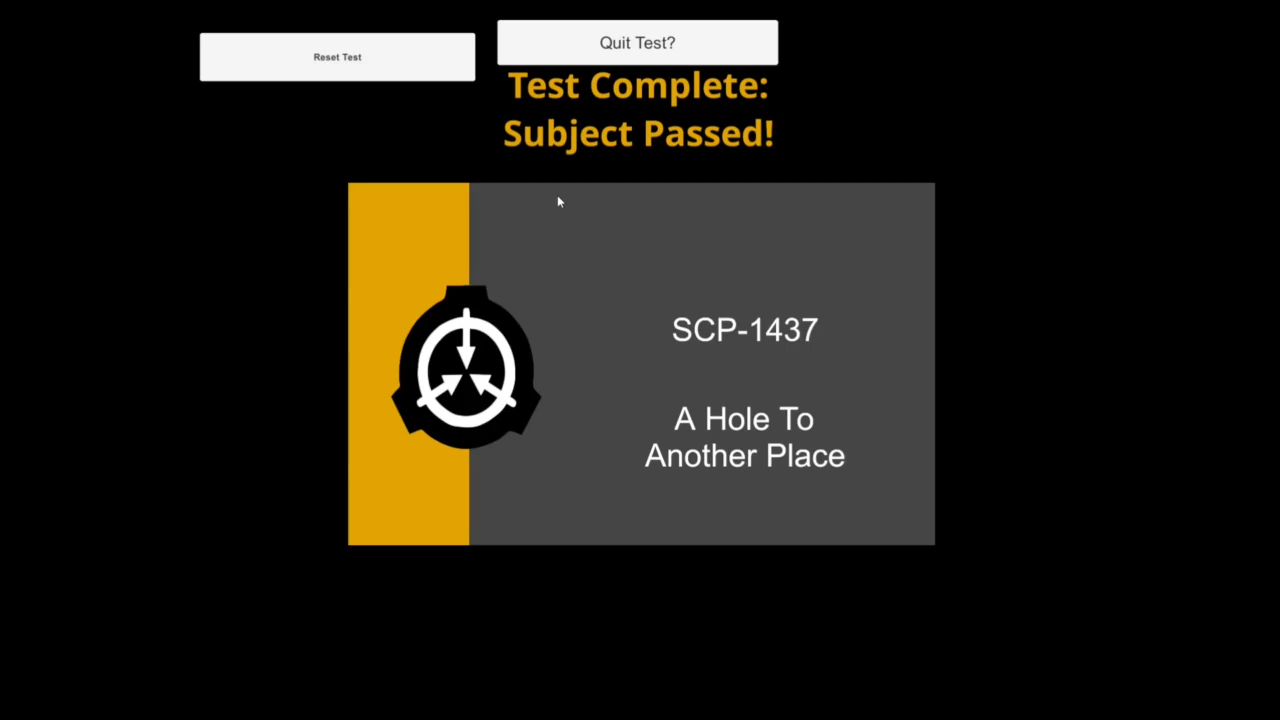 Reset Test
Quit Test?
Test Complete:
Subject Passed!
SCP-1437
A Hole To
Another Place